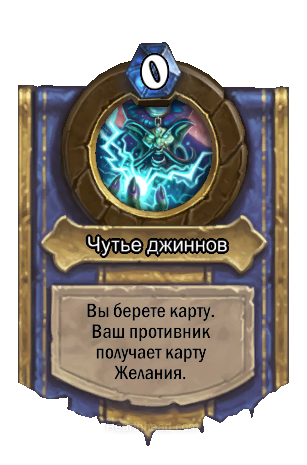 0
Чутье джиннов
Вы берете карту.
Ваш противник
получает карту
Желания.